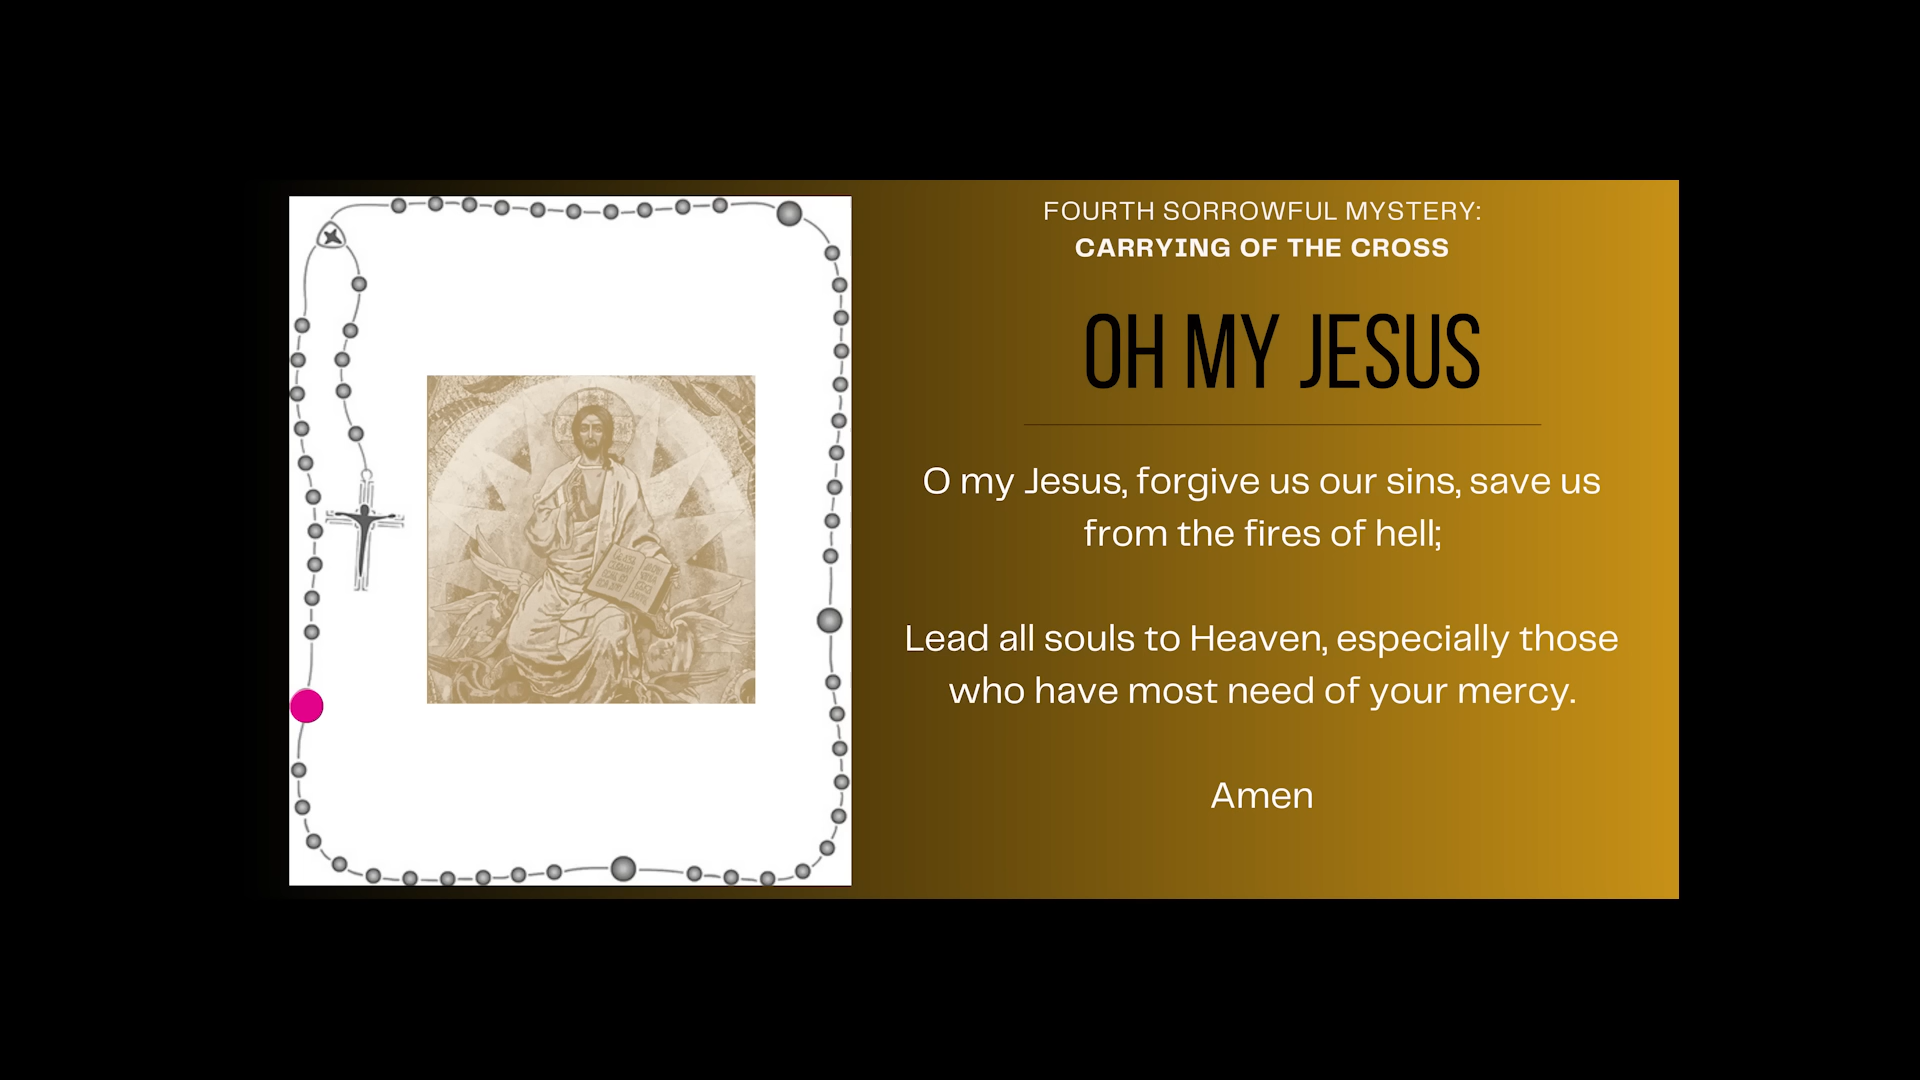 FOURTH SORROWFUL MYSTERY:
CARRYING OF THE CROSS
OH MY JESUS
O my Jesus, forgive us our sins, save us
from the fires of hell;
Lead all souls to Heaven, especially those
who have most need of your mercy.
Amen